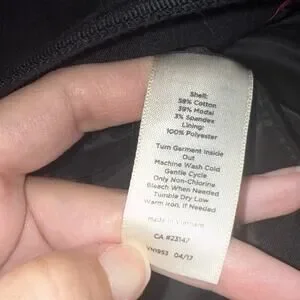 Shell:
58% Cotton
39% Modal
3% Spandex
Lining:
100% Polyester
Turn Garment Inside
Out
Machine Wash Cold
Gentle Cycle
Only Non-Chlorine
Bleach When Needed
Tumble Dry Low
Warm Iron, If Needed
Made in Vietnam
CA #23147
VN1953 04/17